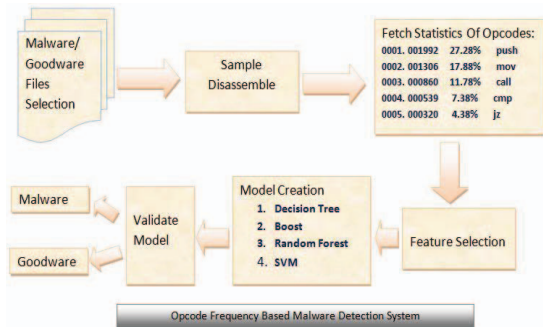 Malware/
Goodware
Files
Selection
Sample
Disassemble
Fetch Statistics Of Opcodes:
0001. 001992 27.28% push
0002. 001306 17.88% mov
0003. 000860 11.78% call
0004. 000539 7.38% cmp
0005. 000320 4.38% jz
Feature Selection
Model Creation
1. Decision Tree
2. Boost
3. Random Forest
4. SVM
Validate
Model
Malware
Goodware
Opcode Frequency Based Malware Detection System